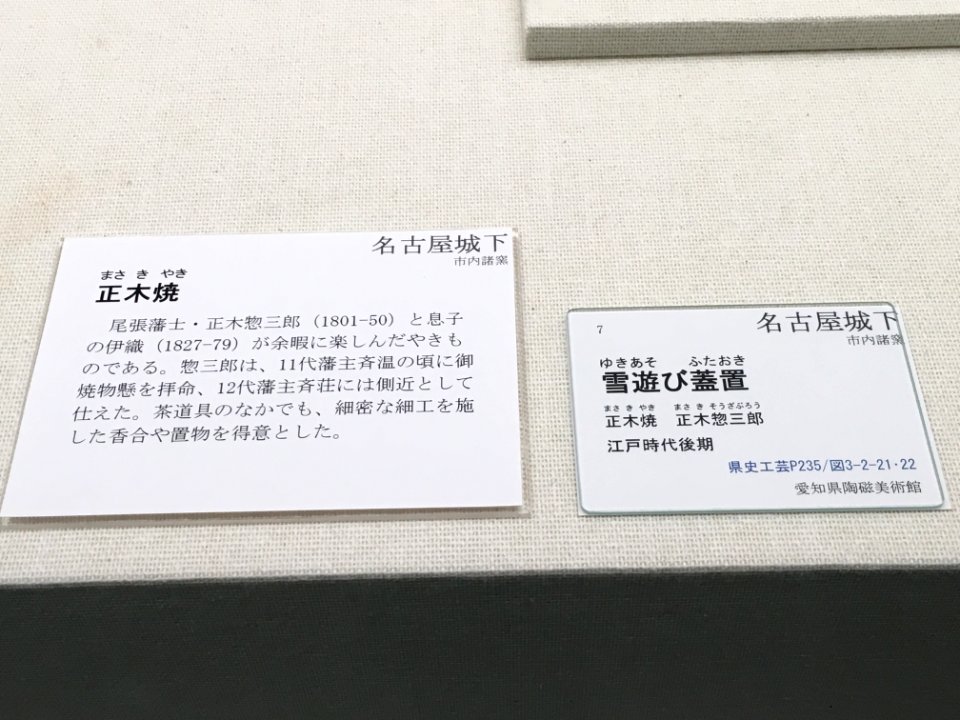 名古屋城下
市内諸窯
まさ き やき
正木焼
尾張藩士・正木惣三郎（1801-50）と息子
の伊織（1827-79）が余暇に楽しんだやきも
のである。惣三郎は、11代藩主斉温の頃に御
焼物懸を拝命、12代藩主斉荘には側近として
仕えた。茶道具のなかでも、細密な細工を施
した香合や置物を得意とした。
7
名古屋城下
市内諸窯
ゆきあそ ふたおき
雪遊び蓋置
まさ き やき まさ き そうざぶろう
正木焼 正木惣三郎
江戸時代後期
県史工芸P235/図3-2-21・22
愛知県陶磁美術館